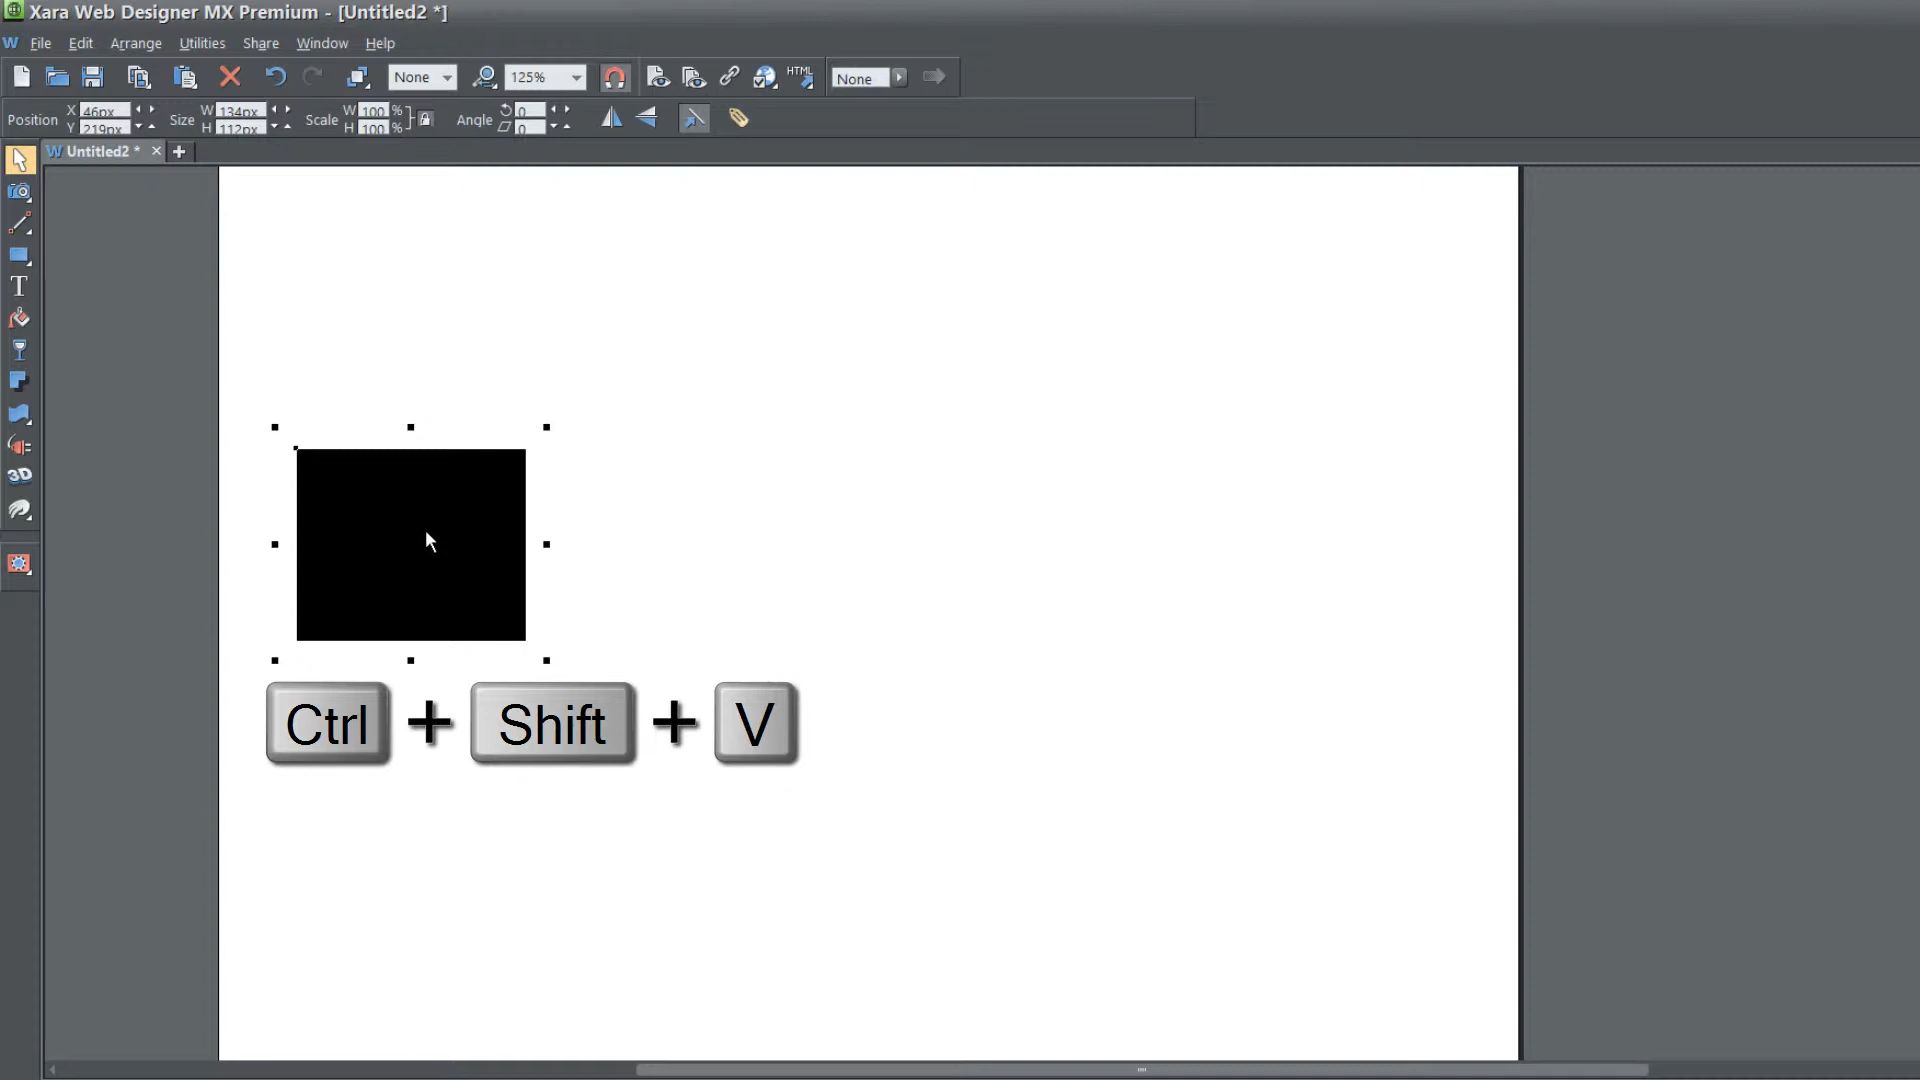 Xara Web Designer MX Premium - [Untitled2 *]
W File Edit Arrange Utilities Share Window Help
None 125% HTML None
Position X 46px Size W 134px Scale W 100 % Angle 0
Y 219px H 112px H 100 % 0
W Untitled2 * × +
T
3D
Ctrl + Shift + V